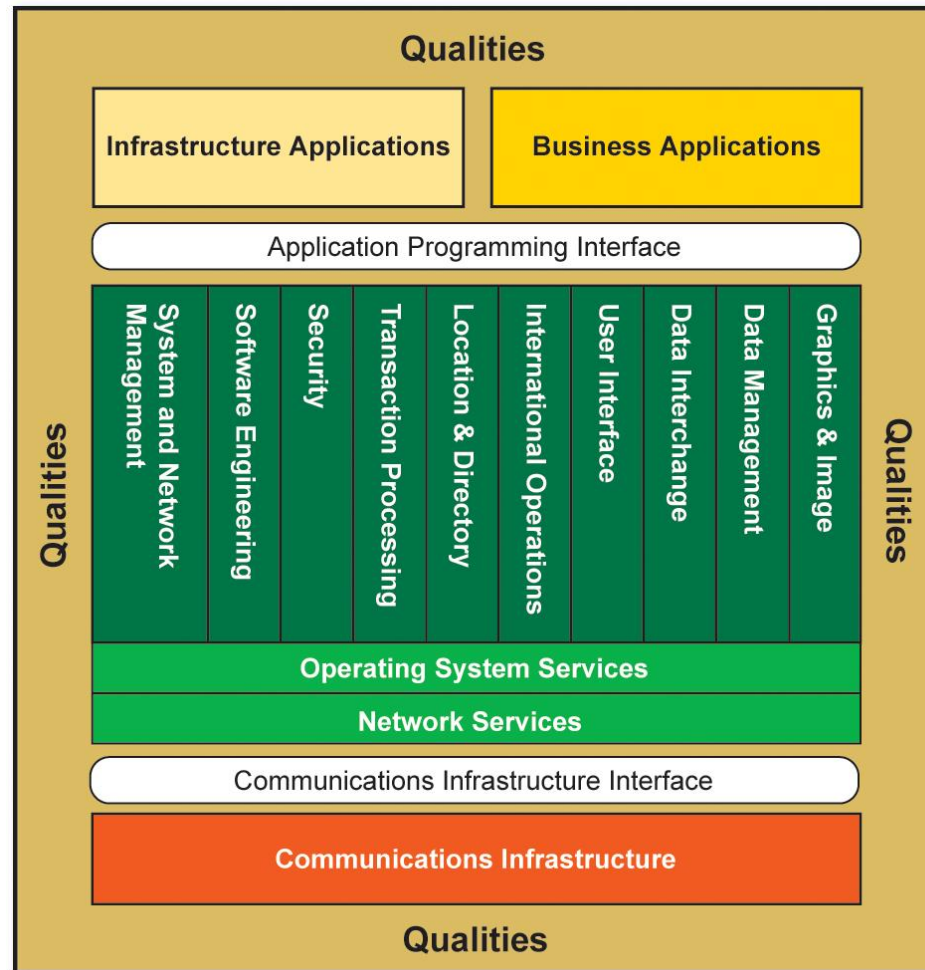 Qualities
Infrastructure Applications
Business Applications
Application Programming Interface
System and Network
Management
Software Engineering
Security
Transaction Processing
Location & Directory
International Operations
User Interface
Data Interchange
Data Management
Graphics & Image
Qualities
Qualities
Operating System Services
Network Services
Communications Infrastructure Interface
Communications Infrastructure
Qualities